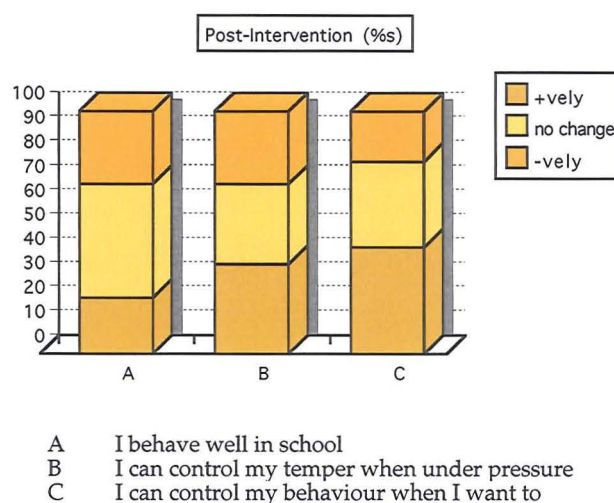 Post-Intervention (%s)
100
90
80
70
60
50
40
30
20
10
0
+vely
no change
-vely
A B C
A I behave well in school
B I can control my temper when under pressure
C I can control my behaviour when I want to